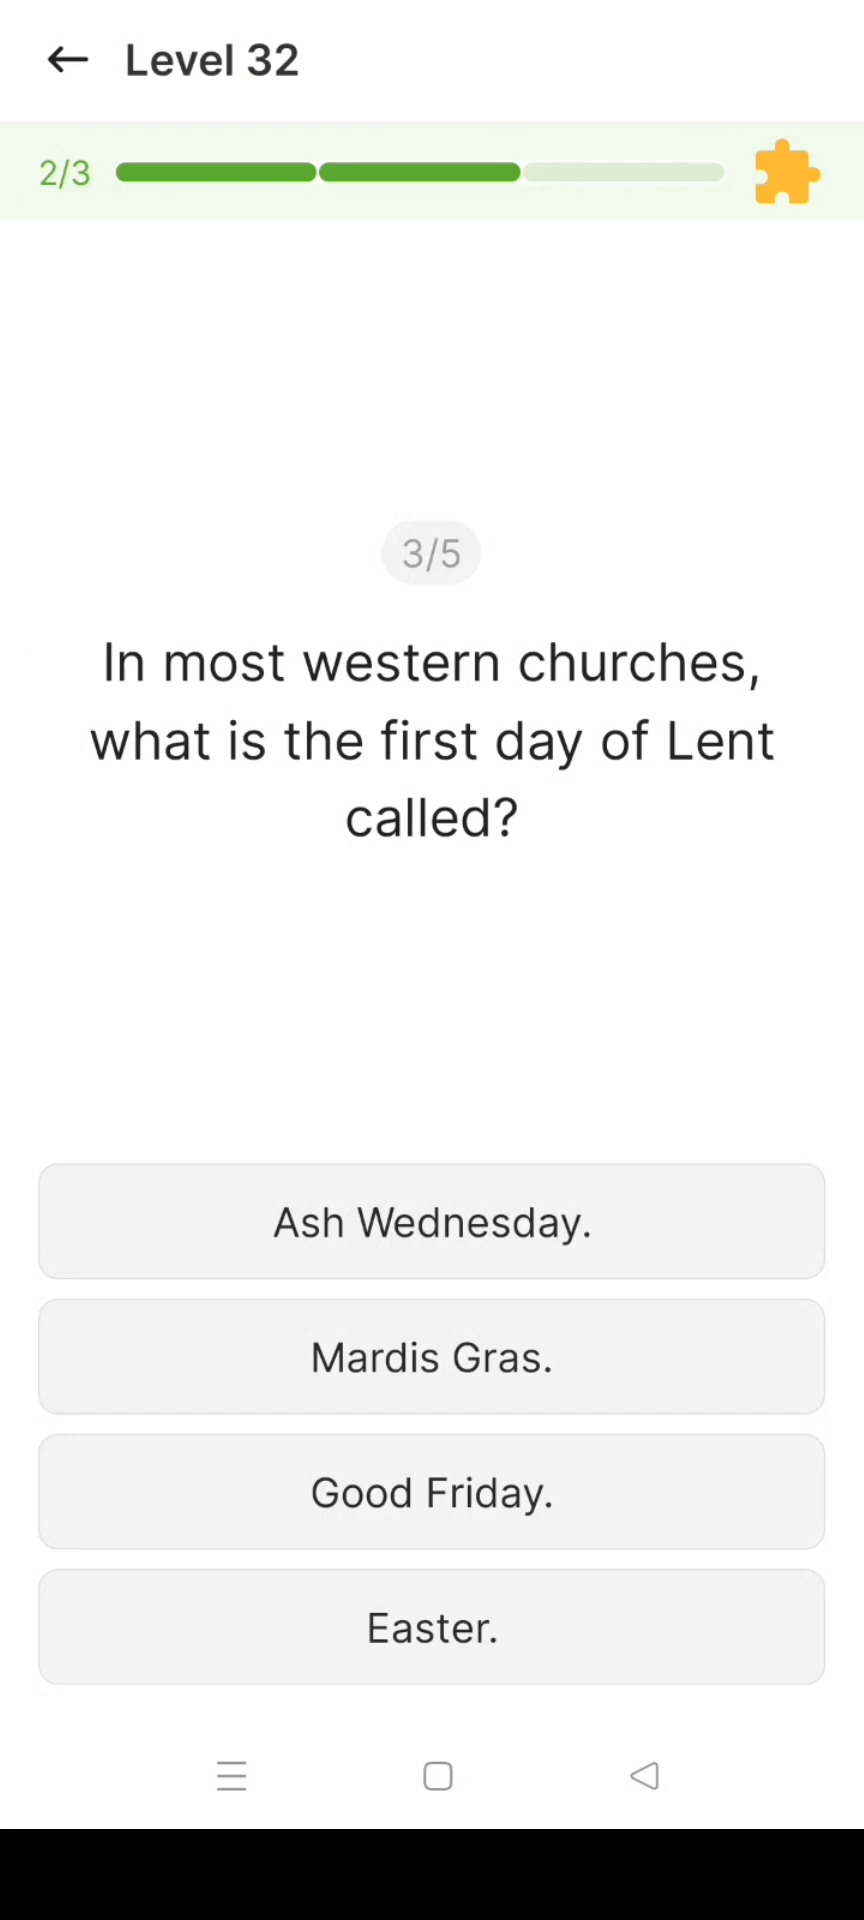 Level 32
2/3
3/5
In most western churches,
what is the first day of Lent
called?
Ash Wednesday.
Mardis Gras.
Good Friday.
Easter.